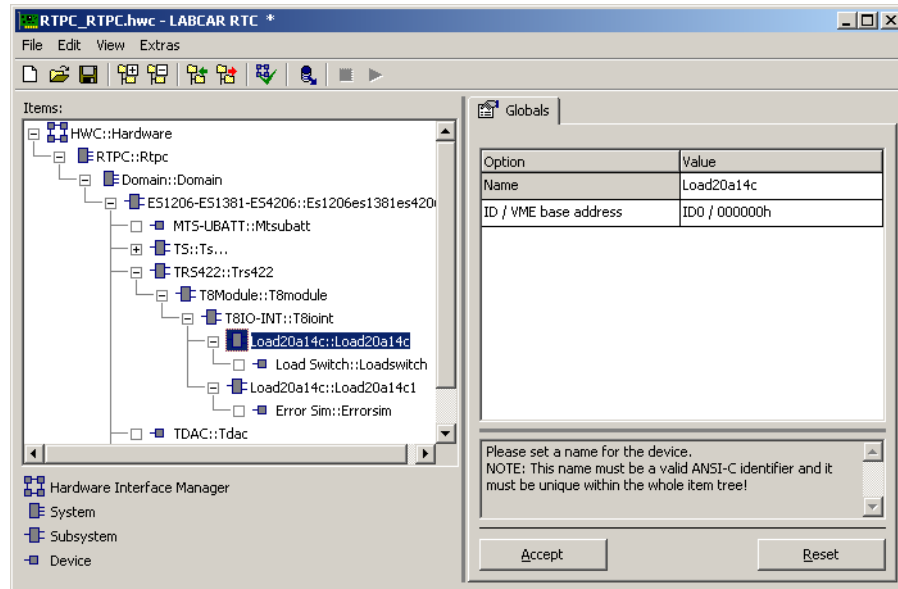 RTPC_RTPC.hwc - LABCAR RTC *
File Edit View Extras
Items:
HWC::Hardware
RTPC::Rtpc
Domain::Domain
ES1206-ES1381-ES4206::Es1206es1381es420
MTS-UBATT::Mtsubatt
TS::Ts...
TRS422::Trs422
T8Module::T8module
T8IO-INT::T8ioint
Load20a14c::Load20a14c
Load Switch::Loadswitch
Load20a14c::Load20a14c1
Error Sim::Errorsim
TDAC::Tdac
Hardware Interface Manager
System
Subsystem
Device
Globals
Option Value
Name Load20a14c
ID / VME base address ID0 / 000000h
Please set a name for the device.
NOTE: This name must be a valid ANSI-C identifier and it
must be unique within the whole item tree!
Accept Reset